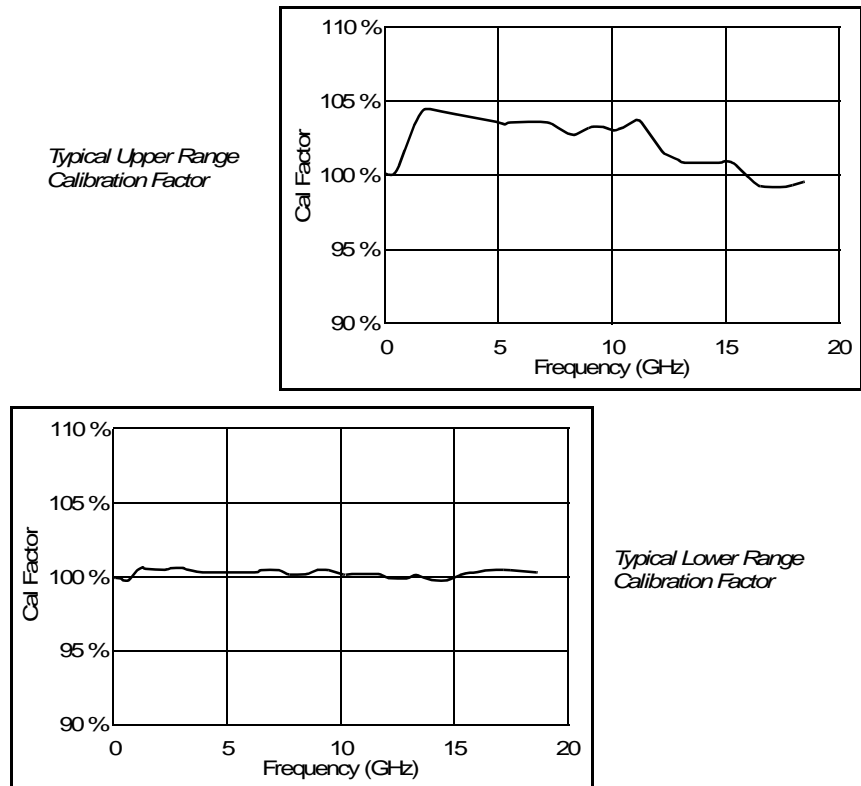 110 %
105 %
100 %
95 %
90 %
Cal Factor
0 5 10 15 20
Frequency (GHz)
Typical Upper Range
Calibration Factor
110 %
105 %
100 %
95 %
90 %
Cal Factor
0 5 10 15 20
Frequency (GHz)
Typical Lower Range
Calibration Factor